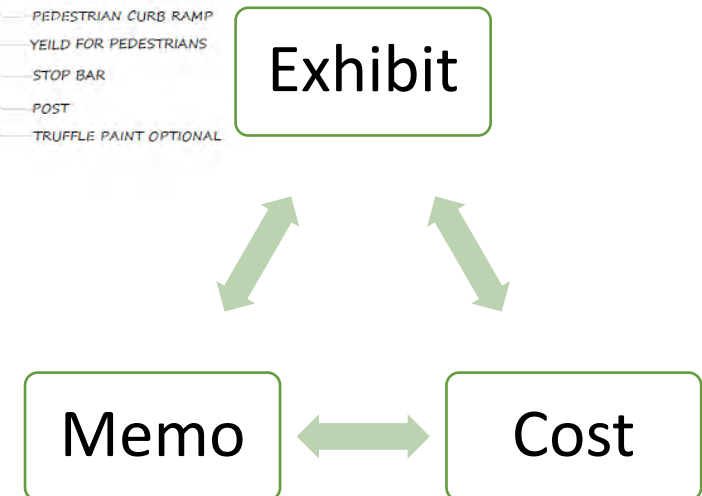 PEDESTRIAN CURB RAMP
YEILD FOR PEDESTRIANS
STOP BAR
POST
TRUFFLE PAINT OPTIONAL
Exhibit
Memo
Cost